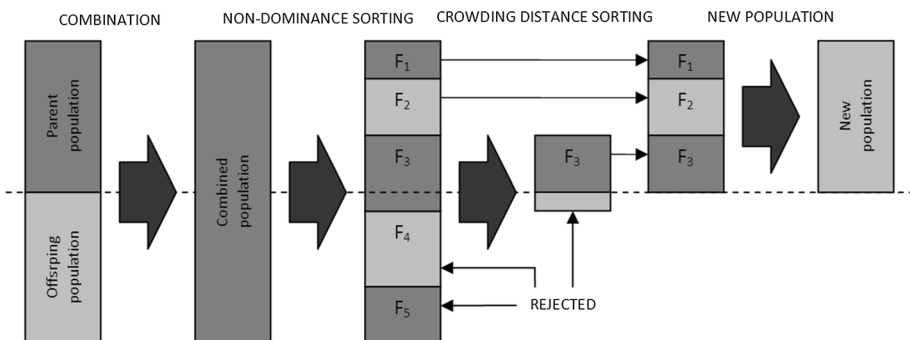 COMBINATION
NON-DOMINANCE SORTING
CROWDING DISTANCE SORTING
NEW POPULATION
Parent
population
Offsrping
population
Combined
population
F₁
F₂
F₃
F₄
F₅
F₃
F₁
F₂
F₃
New
population
REJECTED